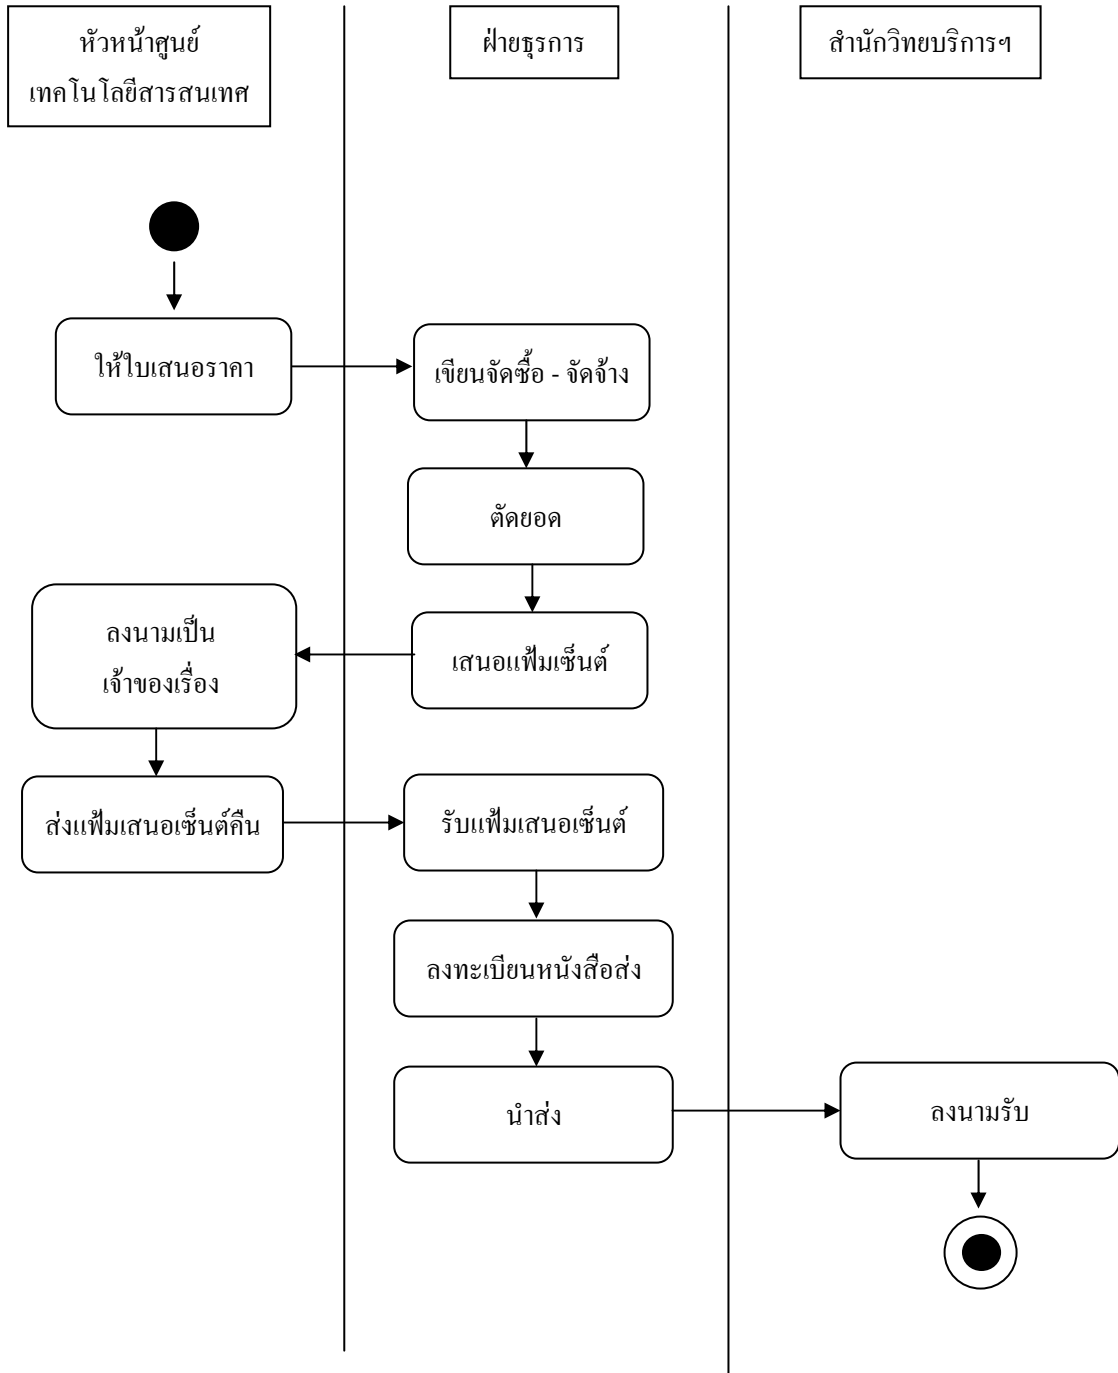 หัวหน้าศูนย์
เทคโนโลยีสารสนเทศ
ฝ่ายธุรการ
สำนักวิทยบริการฯ
ให้ใบเสนอราคา
เขียนจัดซื้อ - จัดจ้าง
ตัดยอด
ลงนามเป็น
เจ้าของเรื่อง
เสนอแฟ้มเซ็นต์
ส่งแฟ้มเสนอเซ็นต์คืน
รับแฟ้มเสนอเซ็นต์
ลงทะเบียนหนังสือส่ง
นำส่ง
ลงนามรับ